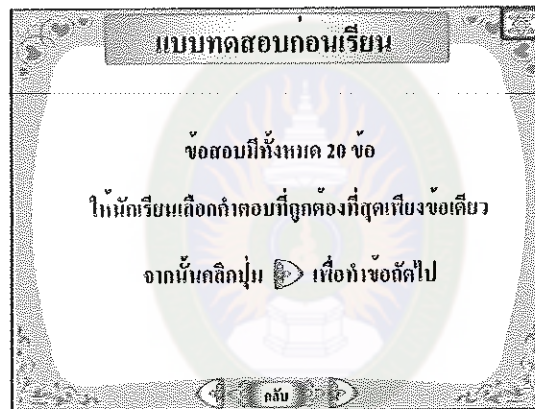 แบบทดสอบก่อนเรียน
ข้อสอบมีทั้งหมด 20 ข้อ
ให้นักเรียนเลือกคำตอบที่ถูกต้องที่สุดเพียงข้อเดียว
จากนั้นคลิกปุ่ม เพื่อทำข้อถัดไป
กลับ